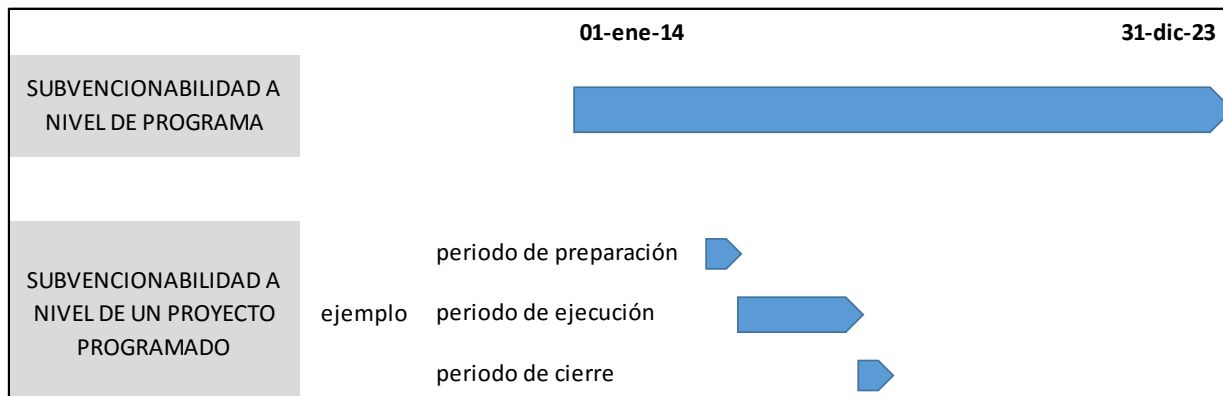 01-ene-14 31-dic-23
SUBVENCIONABILIDAD A
NIVEL DE PROGRAMA
SUBVENCIONABILIDAD A
NIVEL DE UN PROYECTO
PROGRAMADO
ejemplo
periodo de preparación
periodo de ejecución
periodo de cierre